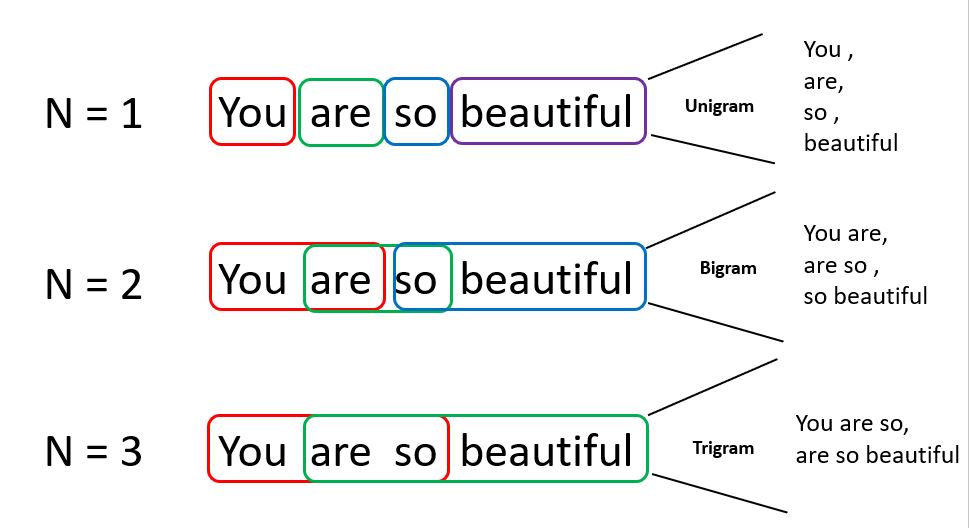 N = 1
You are so beautiful
Unigram
You ,
are,
so ,
beautiful
N = 2
You are so beautiful
Bigram
You are,
are so ,
so beautiful
N = 3
You are so beautiful
Trigram
You are so,
are so beautiful